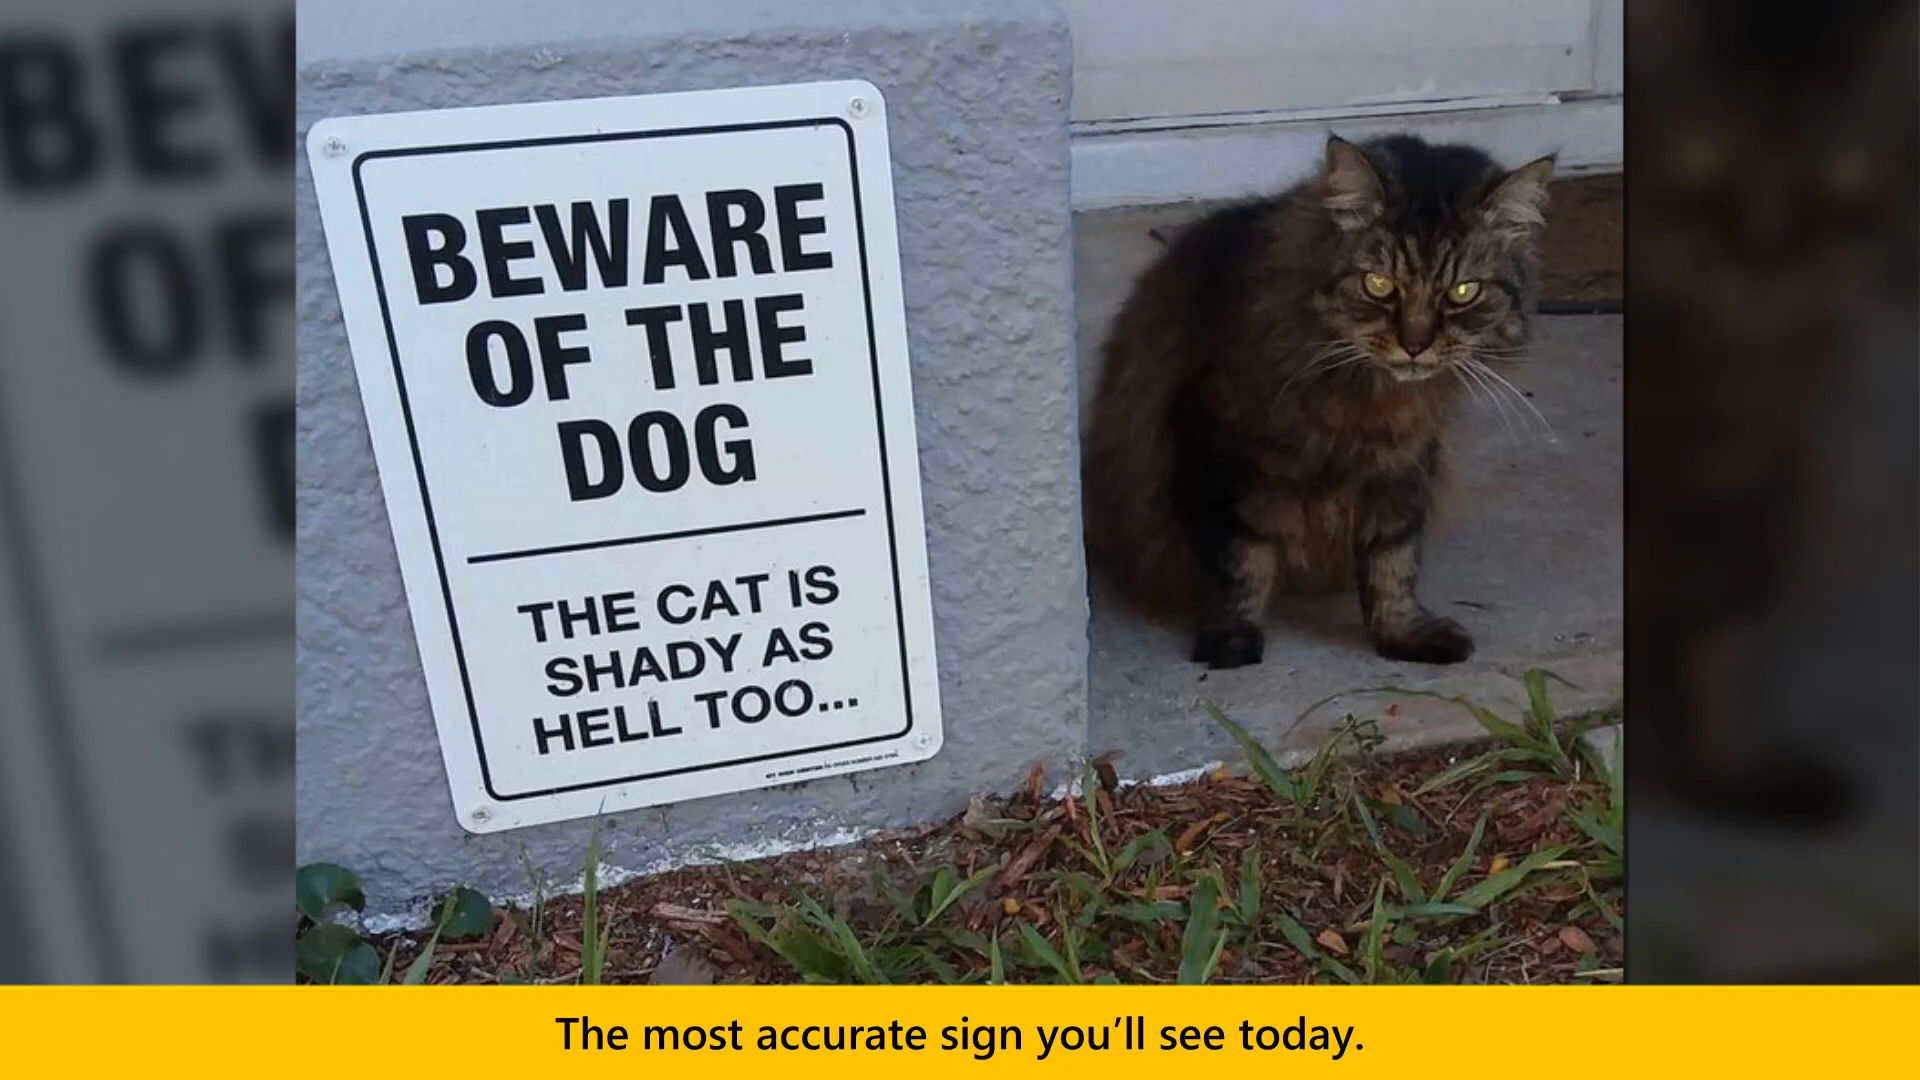 BEWARE
OF THE
DOG
THE CAT IS
SHADY AS
HELL TOO...
The most accurate sign you’ll see today.